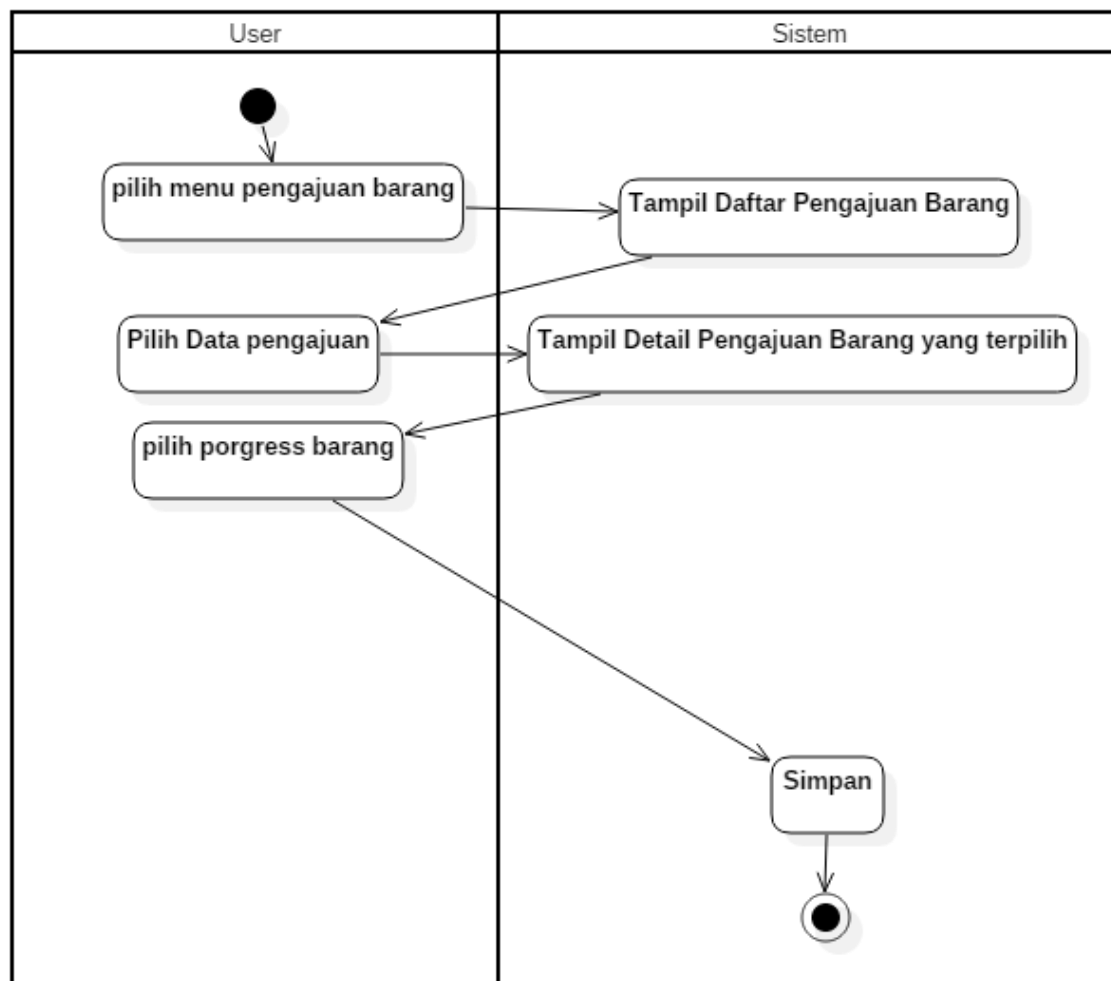 User
Sistem
pilih menu pengajuan barang
Tampil Daftar Pengajuan Barang
Pilih Data pengajuan
Tampil Detail Pengajuan Barang yang terpilih
pilih porgress barang
Simpan